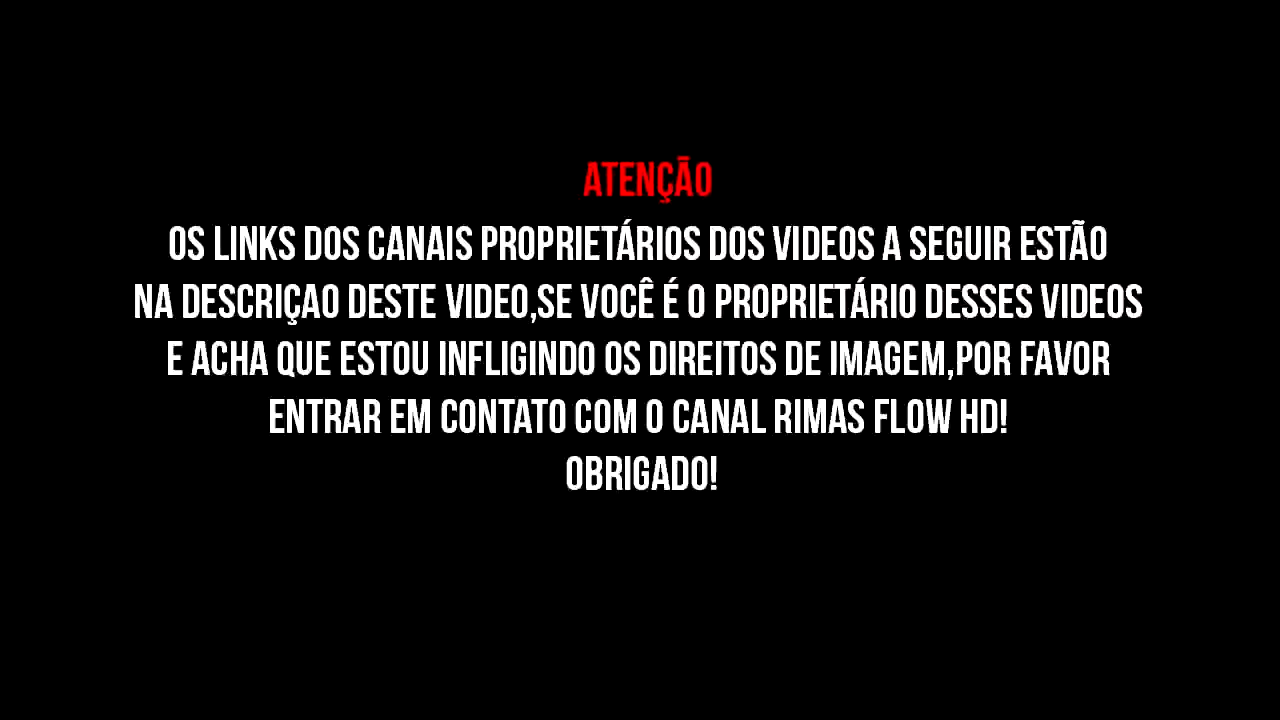 ATENÇÃO
OS LINKS DOS CANAIS PROPRIETÁRIOS DOS VIDEOS A SEGUIR ESTÃO
NA DESCRIÇAO DESTE VIDEO,SE VOCÊ É O PROPRIETÁRIO DESSES VIDEOS
E ACHA QUE ESTOU INFLIGINDO OS DIREITOS DE IMAGEM,POR FAVOR
ENTRAR EM CONTATO COM O CANAL RIMAS FLOW HD!
OBRIGADO!